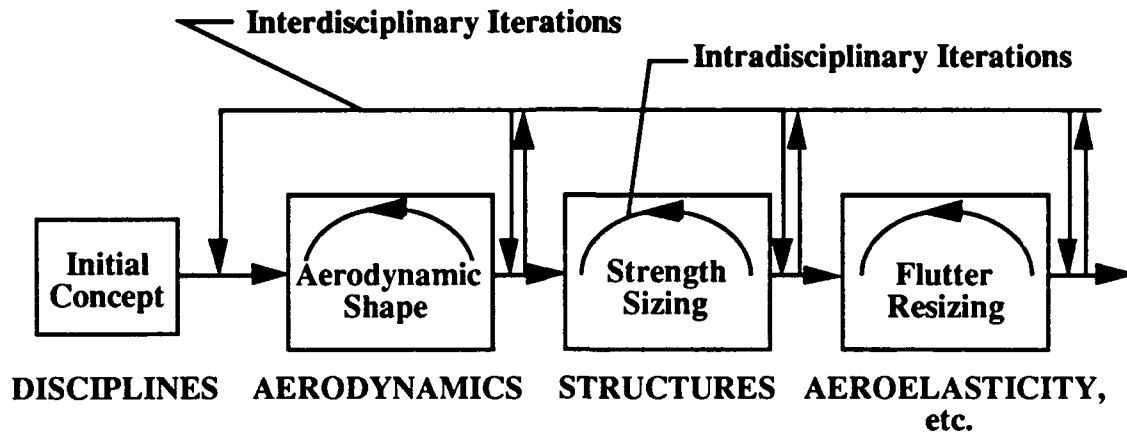 Interdisciplinary Iterations
Intradisciplinary Iterations
Initial
Concept
Aerodynamic
Shape
Strength
Sizing
Flutter
Resizing
DISCIPLINES
AERODYNAMICS
STRUCTURES
AEROELASTICITY,
etc.